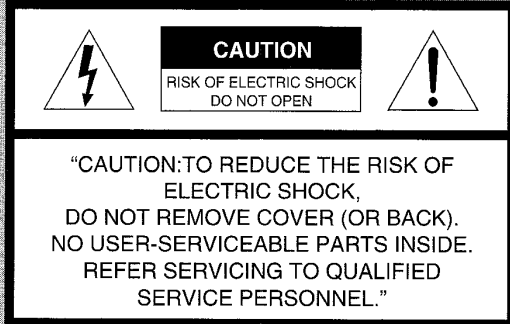 CAUTION
RISK OF ELECTRIC SHOCK
DO NOT OPEN
“CAUTION:TO REDUCE THE RISK OF
ELECTRIC SHOCK,
DO NOT REMOVE COVER (OR BACK).
NO USER-SERVICEABLE PARTS INSIDE.
REFER SERVICING TO QUALIFIED
SERVICE PERSONNEL.”